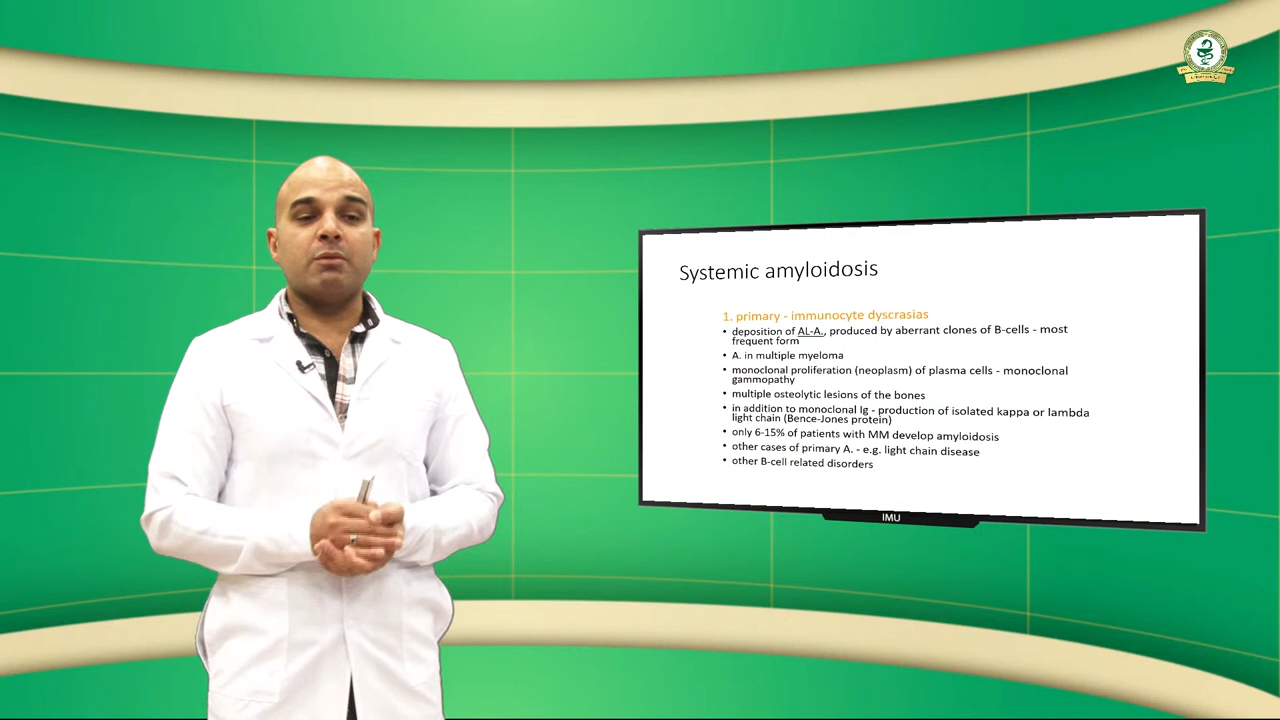 Systemic amyloidosis
1. primary - immunocyte dyscrasias
• deposition of AL-A., produced by aberrant clones of B-cells - most
frequent form
• A. in multiple myeloma
• monoclonal proliferation (neoplasm) of plasma cells - monoclonal
gammopathy
• multiple osteolytic lesions of the bones
• in addition to monoclonal Ig - production of isolated kappa or lambda
light chain (Bence-Jones protein)
• only 6-15% of patients with MM develop amyloidosis
• other cases of primary A. - e.g. light chain disease
• other B-cell related disorders
IMU